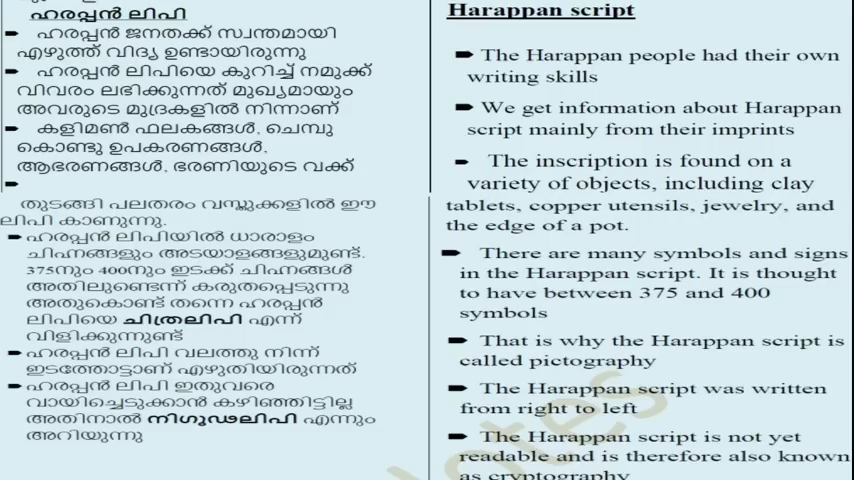 ഹരപ്പൻ ലിപി
ഹരപ്പൻ ജനതക്ക് സ്വന്തമായി
എഴുത്ത് വിദ്യ ഉണ്ടായിരുന്നു
ഹരപ്പൻ ലിപിയെ കുറിച്ച് നമുക്ക്
വിവരം ലഭിക്കുന്നത് മുഖ്യമായും
അവരുടെ മുദ്രകളിൽ നിന്നാണ്
കളിമൺ ഫലകങ്ങൾ, ചെമ്പു
കൊണ്ടു ഉപകരണങ്ങൾ,
ആഭരണങ്ങൾ, ഭരണിയുടെ വക്ക്
തുടങ്ങി പലതരം വസ്തുക്കളിൽ ഈ
ലിപി കാണുന്നു.
ഹരപ്പൻ ലിപിയിൽ ധാരാളം
ചിഹ്നങ്ങളും അടയാളങ്ങളുമുണ്ട്.
375നും 400നും ഇടക്ക് ചിഹ്നങ്ങൾ
അതിലുണ്ടെന്ന് കരുതപ്പെടുന്നു
അതുകൊണ്ട് തന്നെ ഹരപ്പൻ
ലിപിയെ ചിത്രലിപി എന്ന്
വിളിക്കുന്നുണ്ട്
ഹരപ്പൻ ലിപി വലത്തു നിന്ന്
ഇടത്തോട്ടാണ് എഴുതിയിരുന്നത്
ഹരപ്പൻ ലിപി ഇതുവരെ
വായിച്ചെടുക്കാൻ കഴിഞ്ഞിട്ടില്ല
അതിനാൽ നിഗൂഢലിപി എന്നും
അറിയുന്നു
Harappan script
The Harappan people had their own
writing skills
We get information about Harappan
script mainly from their imprints
The inscription is found on a
variety of objects, including clay
tablets, copper utensils, jewelry, and
the edge of a pot.
There are many symbols and signs
in the Harappan script. It is thought
to have between 375 and 400
symbols
That is why the Harappan script is
called pictography
The Harappan script was written
from right to left
The Harappan script is not yet
readable and is therefore also known
as cryptography